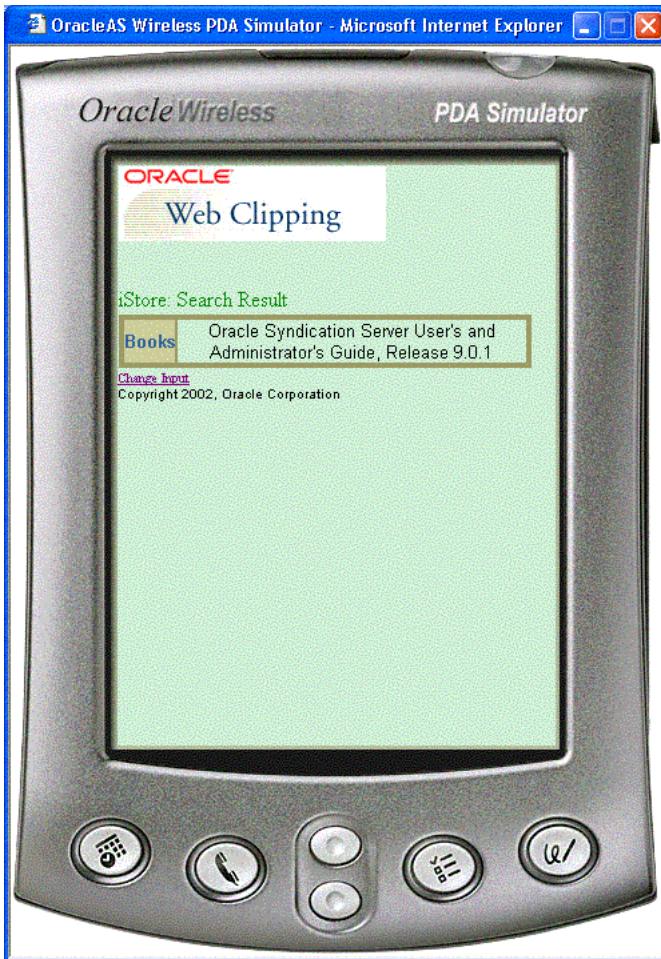 OracleAS Wireless PDA Simulator - Microsoft Internet Explorer
Oracle Wireless PDA Simulator
ORACLE
Web Clipping
iStore: Search Result
Books
Oracle Syndication Server User's and
Administrator's Guide, Release 9.0.1
Change Input
Copyright 2002, Oracle Corporation